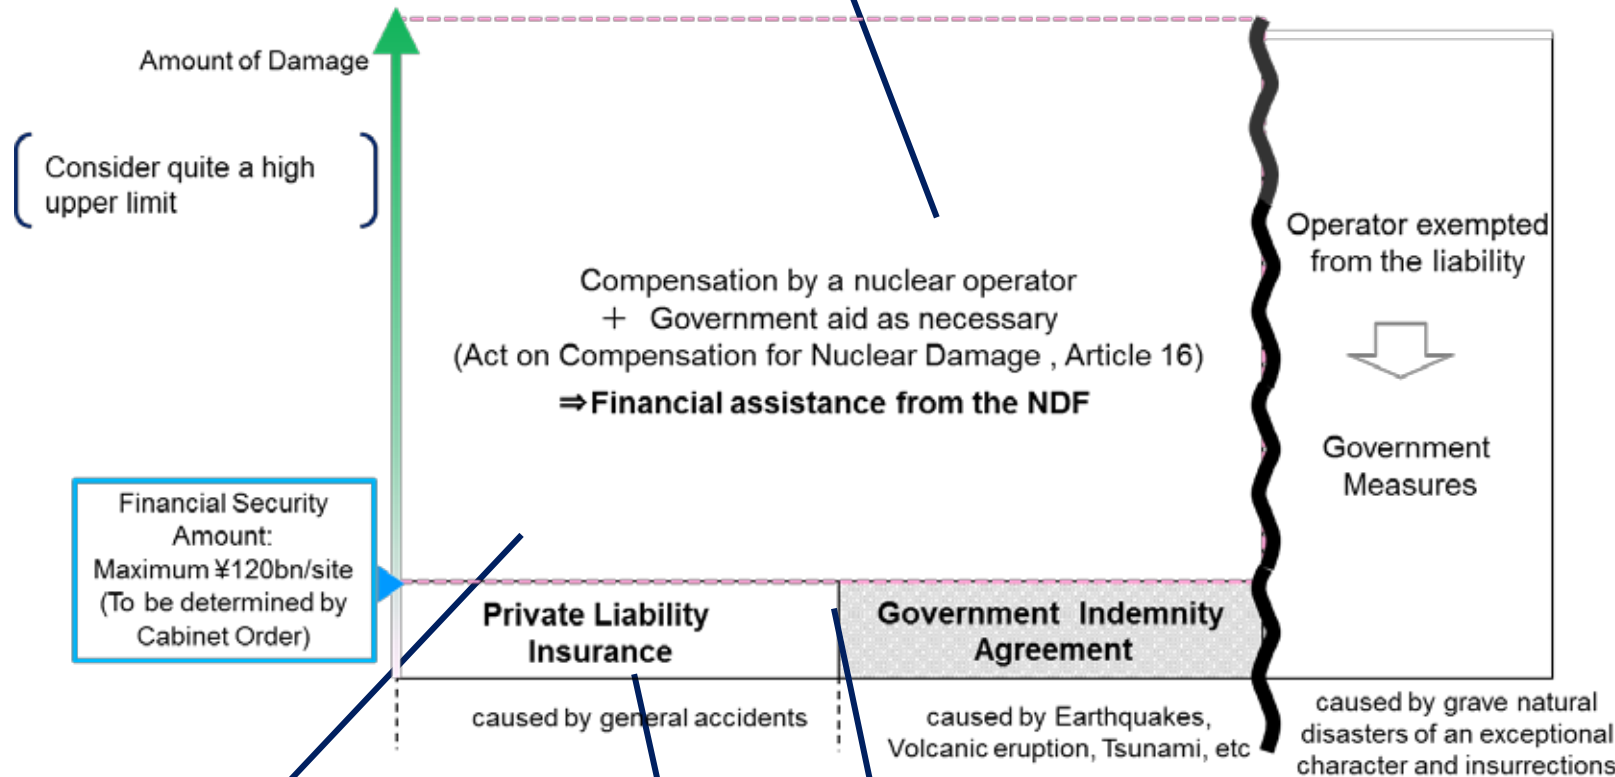 Amount of Damage
Consider quite a high
upper limit
Compensation by a nuclear operator
+ Government aid as necessary
(Act on Compensation for Nuclear Damage , Article 16)
⇒Financial assistance from the NDF
Operator exempted
from the liability
Government
Measures
Financial Security
Amount:
Maximum ¥120bn/site
(To be determined by
Cabinet Order)
Private Liability
Insurance
Government Indemnity
Agreement
caused by general accidents
caused by Earthquakes,
Volcanic eruption, Tsunami, etc
caused by grave natural
disasters of an exceptional
character and insurrections